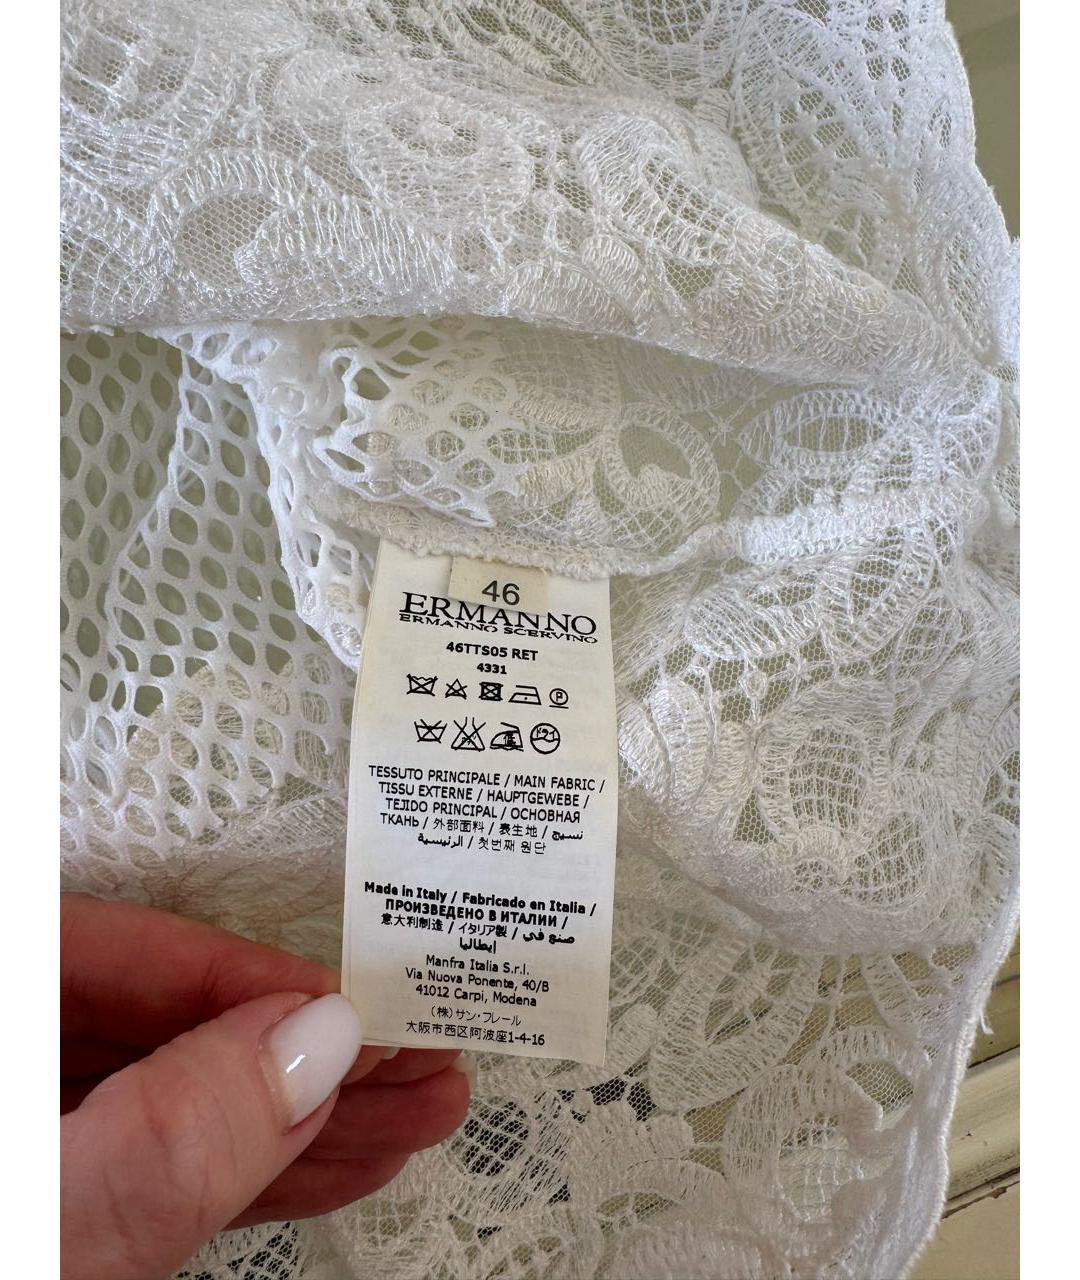 46
ERMANNO
ERMANNO SCERVINO
46TTS05 RET
4331
P
ドライ
TESSUTO PRINCIPALE / MAIN FABRIC /
TISSU EXTERNE / HAUPTGEWEBE /
TEJIDO PRINCIPAL / ОСНОВНАЯ
ТКАНЬ / 外部面料 / 表生地 / نسيج
الرئيسية / 첫번째 원단
Made in Italy / Fabricado en Italia /
ПРОИЗВЕДЕНО В ИТАЛИИ /
意大利制造 / イタリア製 / صنع في
إيطاليا
Manfra Italia S.r.l.
Via Nuova Ponente, 40/B
41012 Carpi, Modena
(株)サン・フレール
大阪市西区阿波座1-4-16